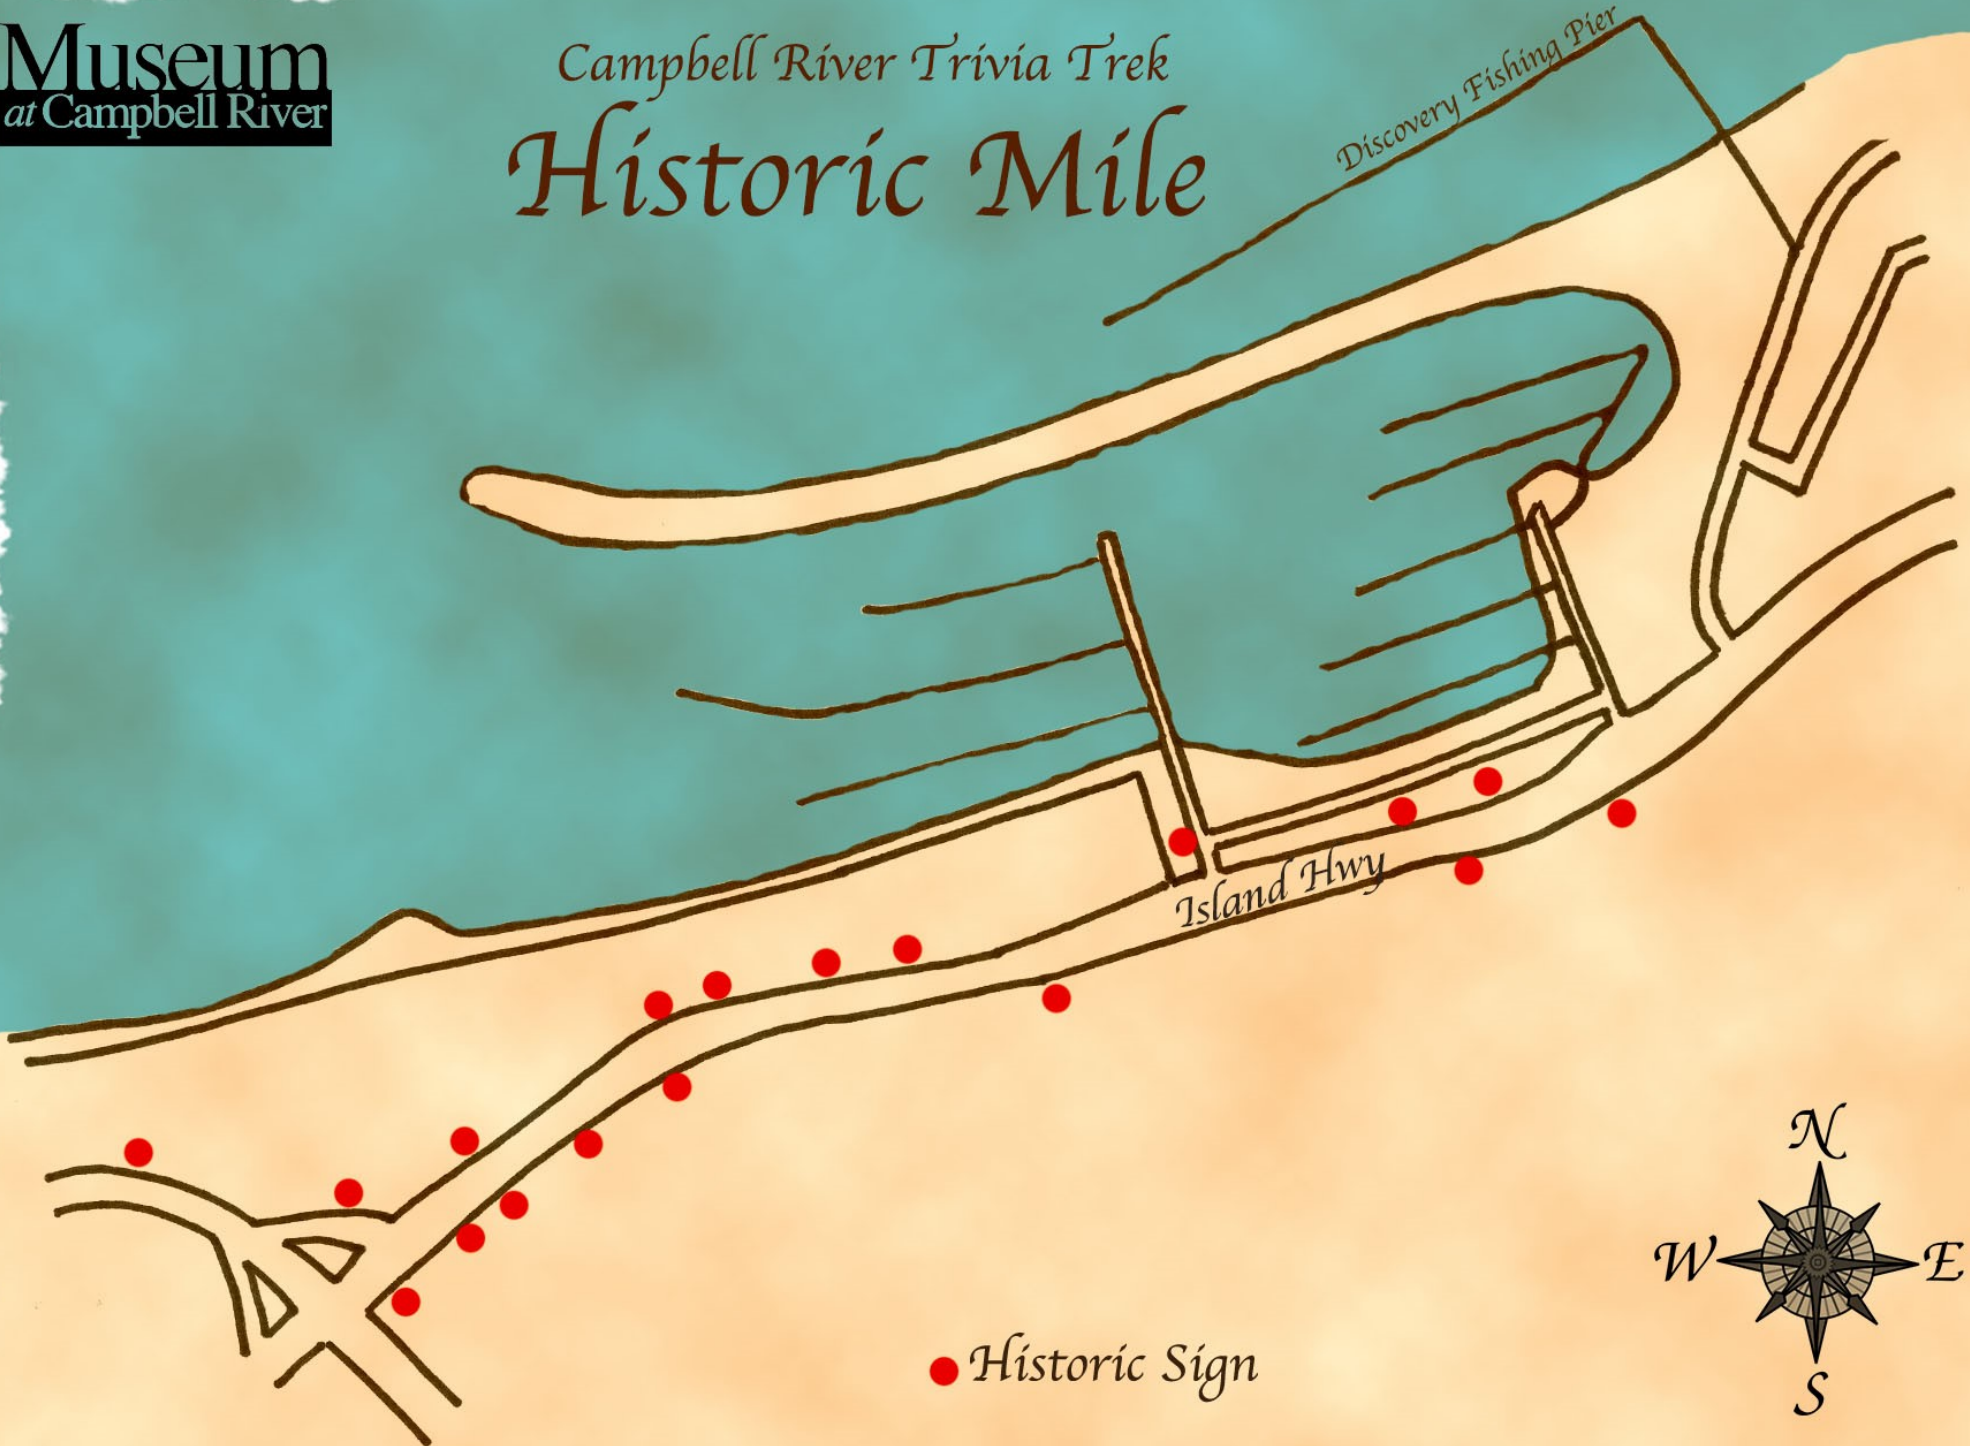 Museum
at Campbell River
Campbell River Trivia Trek
Historic Mile
Discovery Fishing Pier
Island Hwy
N
W
E
S
Historic Sign